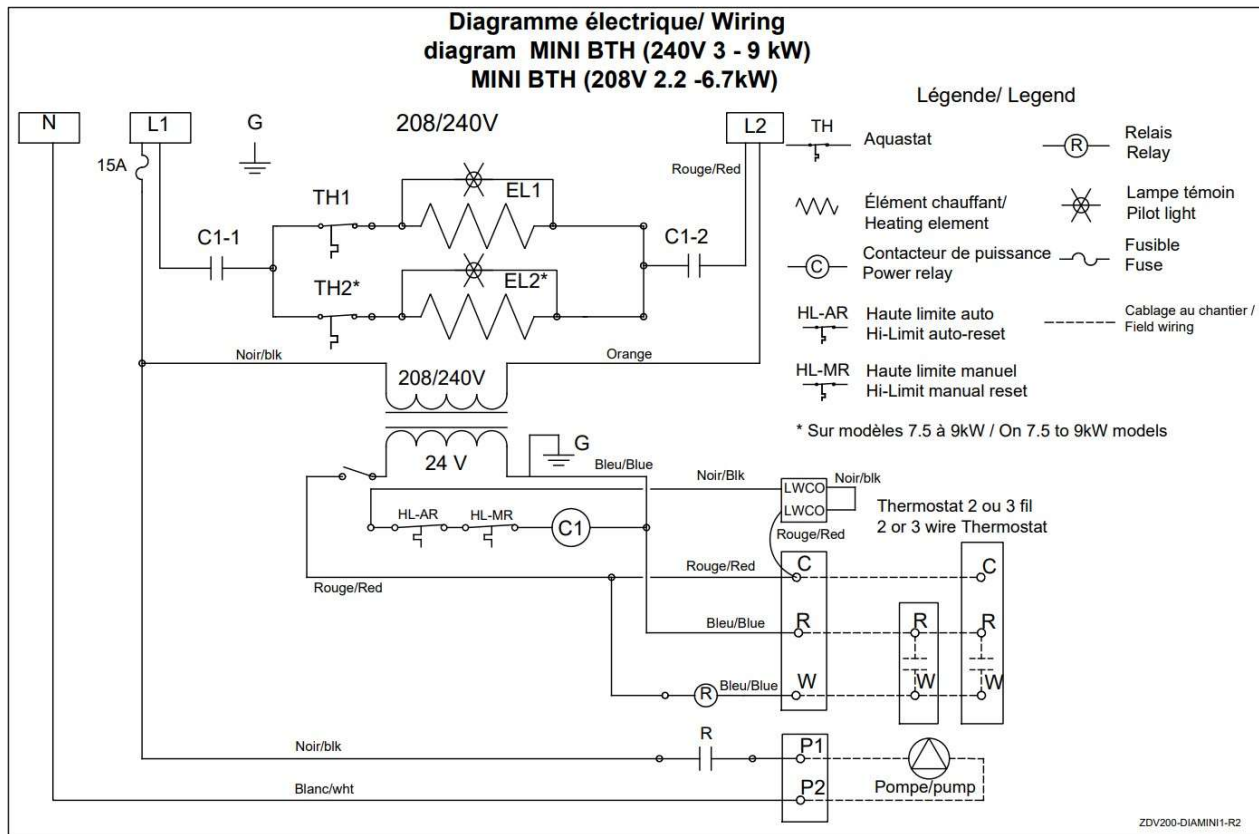 Diagramme électrique/ Wiring
diagram  MINI BTH (240V 3 - 9 kW)
MINI BTH (208V 2.2 -6.7kW)
N
L1
G
208/240V
L2
15A
Rouge/Red
TH1
EL1
C1-1
C1-2
TH2*
EL2*
Noir/blk
Orange
208/240V
24 V
G
Bleu/Blue
Légende/ Legend
TH
Aquastat
R
Relais
Relay
Élément chauffant/
Heating element
Lampe témoin
Pilot light
C
Contacteur de puissance
Power relay
Fusible
Fuse
HL-AR
Haute limite auto
Hi-Limit auto-reset
Cablage au chantier /
Field wiring
HL-MR
Haute limite manuel
Hi-Limit manual reset
* Sur modèles 7.5 à 9kW / On 7.5 to 9kW models
Noir/Blk
LWCO
Noir/blk
LWCO
HL-AR
HL-MR
C1
Rouge/Red
Thermostat 2 ou 3 fil
2 or 3 wire Thermostat
Rouge/Red
Rouge/Red
C
C
Bleu/Blue
R
R
R
R
Bleu/Blue
W
W
W
Noir/blk
R
P1
Blanc/wht
P2
Pompe/pump
ZDV200-DIAMINI1-R2